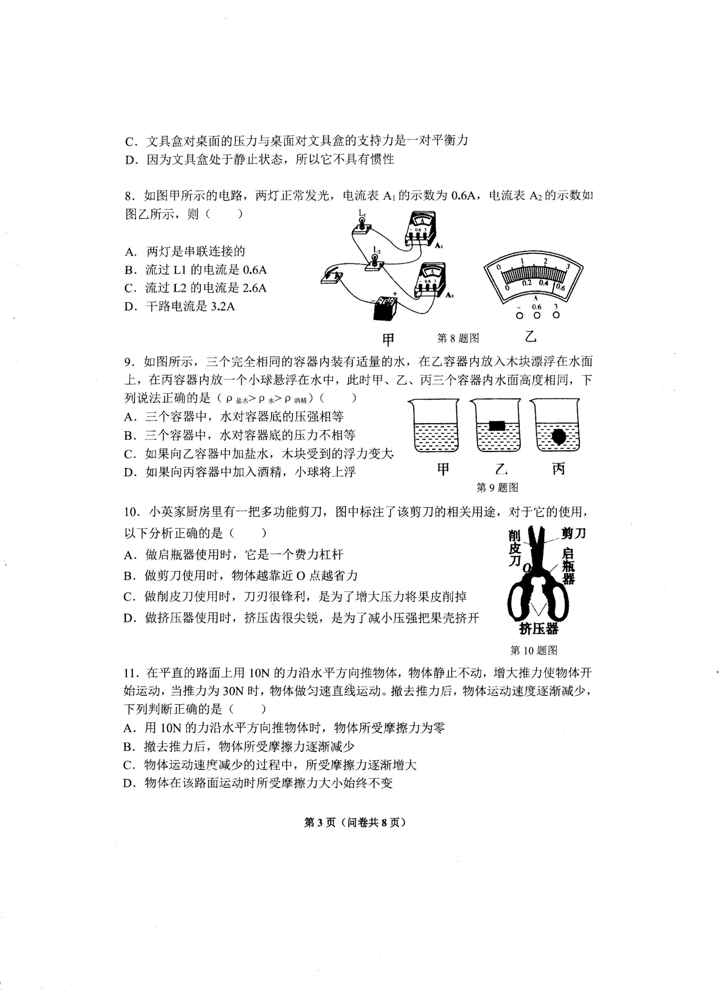 C．文具盒对桌面的压力与桌面对文具盒的支持力是一对平衡力
D．因为文具盒处于静止状态，所以它不具有惯性
8．如图甲所示的电路，两灯正常发光，电流表 A₁ 的示数为 0.6A，电流表 A₂ 的示数如
图乙所示，则（　　）
A．两灯是串联连接的
B．流过 L1 的电流是 0.6A
C．流过 L2 的电流是 2.6A
D．干路电流是 3.2A
L₁
A
- 0.6 3
A₁
L₂
A
- 0.6 3
A₂
- +
0 1 2 3
0 0.2 0.4 0.6
A
- 0.6 3
甲 第 8 题图 乙
9．如图所示，三个完全相同的容器内装有适量的水，在乙容器内放入木块漂浮在水面
上，在丙容器内放一个小球悬浮在水中，此时甲、乙、丙三个容器内水面高度相同，下
列说法正确的是（ρ盐水>ρ水>ρ酒精）（　　）
A．三个容器中，水对容器底的压强相等
B．三个容器中，水对容器底的压力不相等
C．如果向乙容器中加盐水，木块受到的浮力变大
D．如果向丙容器中加入酒精，小球将上浮
甲 乙 丙
第 9 题图
10．小英家厨房里有一把多功能剪刀，图中标注了该剪刀的相关用途，对于它的使用，
以下分析正确的是（　　）
A．做启瓶器使用时，它是一个费力杠杆
B．做剪刀使用时，物体越靠近 O 点越省力
C．做削皮刀使用时，刀刃很锋利，是为了增大压力将果皮削掉
D．做挤压器使用时，挤压齿很尖锐，是为了减小压强把果壳挤开
削皮刀
剪刀
启瓶器
O
挤压器
第 10 题图
11．在平直的路面上用 10N 的力沿水平方向推物体，物体静止不动，增大推力使物体开
始运动，当推力为 30N 时，物体做匀速直线运动。撤去推力后，物体运动速度逐渐减少，
下列判断正确的是（　　）
A．用 10N 的力沿水平方向推物体时，物体所受摩擦力为零
B．撤去推力后，物体所受摩擦力逐渐减少
C．物体运动速度减少的过程中，所受摩擦力逐渐增大
D．物体在该路面运动时所受摩擦力大小始终不变
第 3 页（问卷共 8 页）